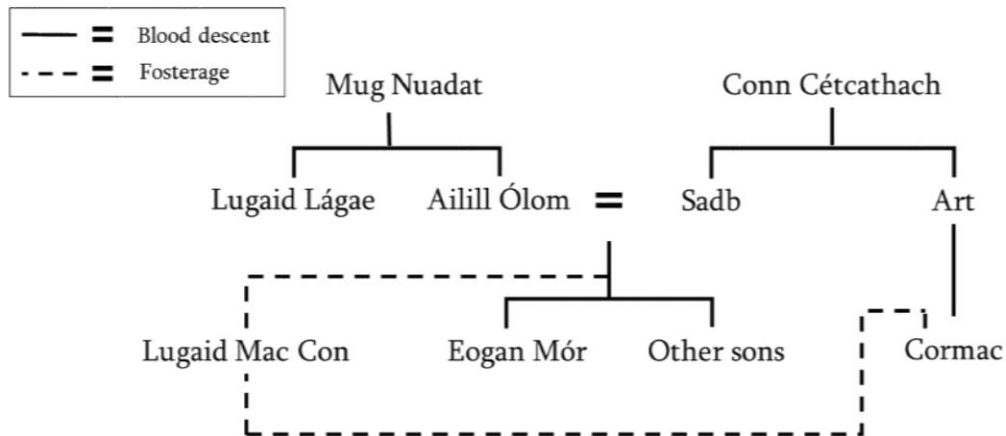 = Blood descent
= Fosterage
Mug Nuadat Conn Cétcathach
Lugaid Lágae Ailill Ólom = Sadb Art
Lugaid Mac Con Eogan Mór Other sons Cormac